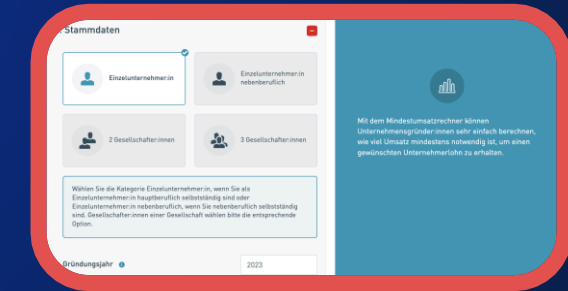 . Stammdaten
Einzelunternehmer:in
Einzelunternehmer:in
nebenberuflich
2 Gesellschafter:innen
3 Gesellschafter:innen
Wählen Sie die Kategorie Einzelunternehmer:in, wenn Sie als
Einzelunternehmer:in hauptberuflich selbstständig sind oder
Einzelunternehmer:in nebenberuflich, wenn Sie nebenberuflich selbstständig
sind. Gesellschafter:innen einer Gesellschaft wählen bitte die entsprechende
Option.
Gründungsjahr
2023
Mit dem Mindestumsatzrechner können
Unternehmensgründer:innen sehr einfach berechnen,
wie viel Umsatz mindestens notwendig ist, um einen
gewünschten Unternehmerlohn zu erhalten.